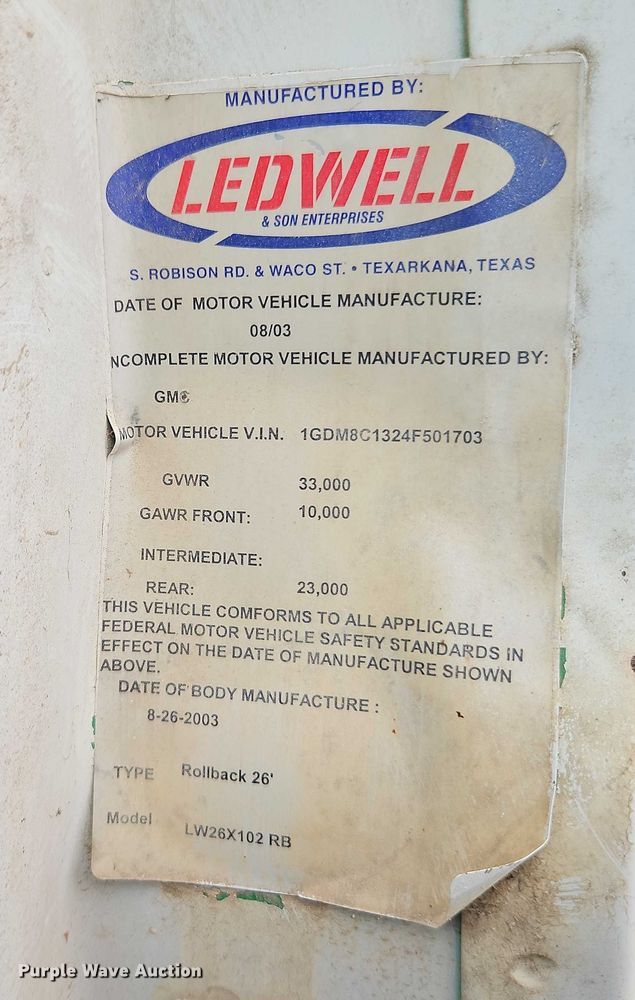 MANUFACTURED BY:
LEDWELL
& SON ENTERPRISES
S. ROBISON RD. & WACO ST. • TEXARKANA, TEXAS
DATE OF MOTOR VEHICLE MANUFACTURE:
08/03
NCOMPLETE MOTOR VEHICLE MANUFACTURED BY:
GMC
MOTOR VEHICLE V.I.N. 1GDM8C1324F501703
GVWR 33,000
GAWR FRONT: 10,000
INTERMEDIATE:
REAR: 23,000
THIS VEHICLE COMFORMS TO ALL APPLICABLE
FEDERAL MOTOR VEHICLE SAFETY STANDARDS IN
EFFECT ON THE DATE OF MANUFACTURE SHOWN
ABOVE.
DATE OF BODY MANUFACTURE :
8-26-2003
TYPE Rollback 26'
Model LW26X102 RB
Purple Wave Auction